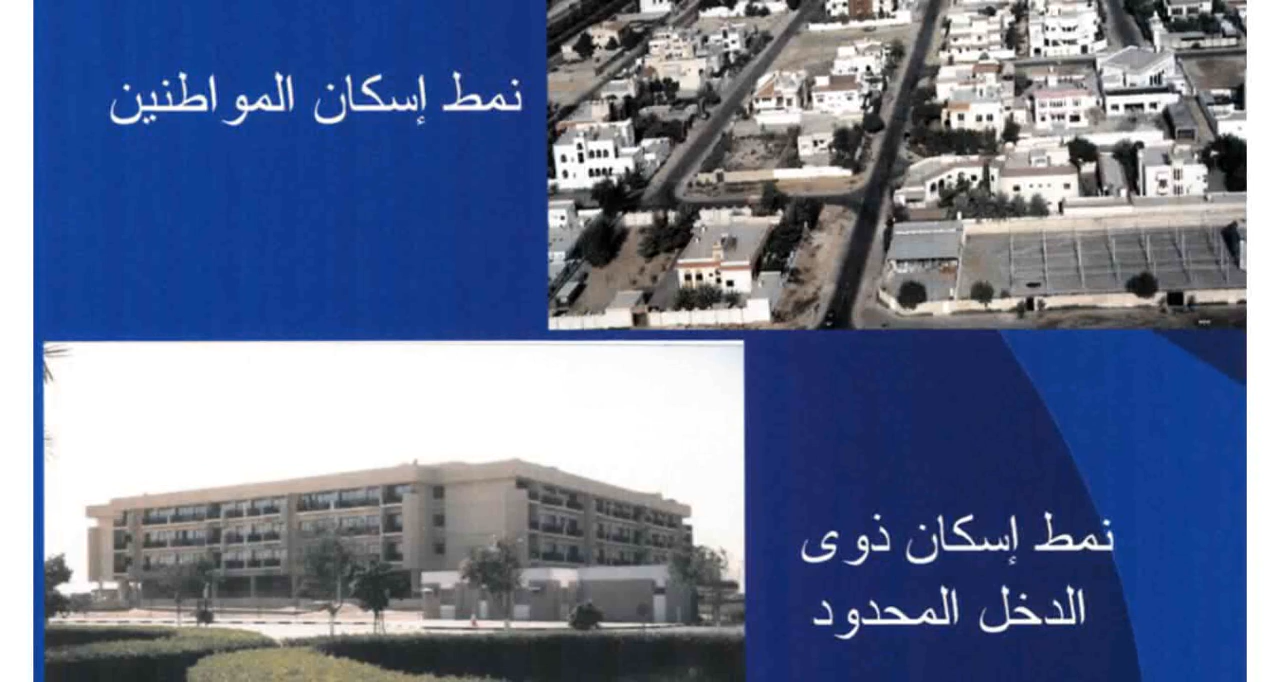 نمط إسكان المواطنين
نمط إسكان ذوى
الدخل المحدود